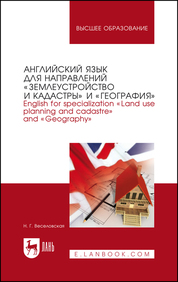 ВЫСШЕЕ ОБРАЗОВАНИЕ
АНГЛИЙСКИЙ ЯЗЫК
ДЛЯ НАПРАВЛЕНИЙ
«ЗЕМЛЕУСТРОЙСТВО
И КАДАСТРЫ» И «ГЕОГРАФИЯ»
English for specialization «Land use
planning and cadastre»
and «Geography»
Н. Г. Веселовская
ЛАНЬ
E.LANBOOK.COM